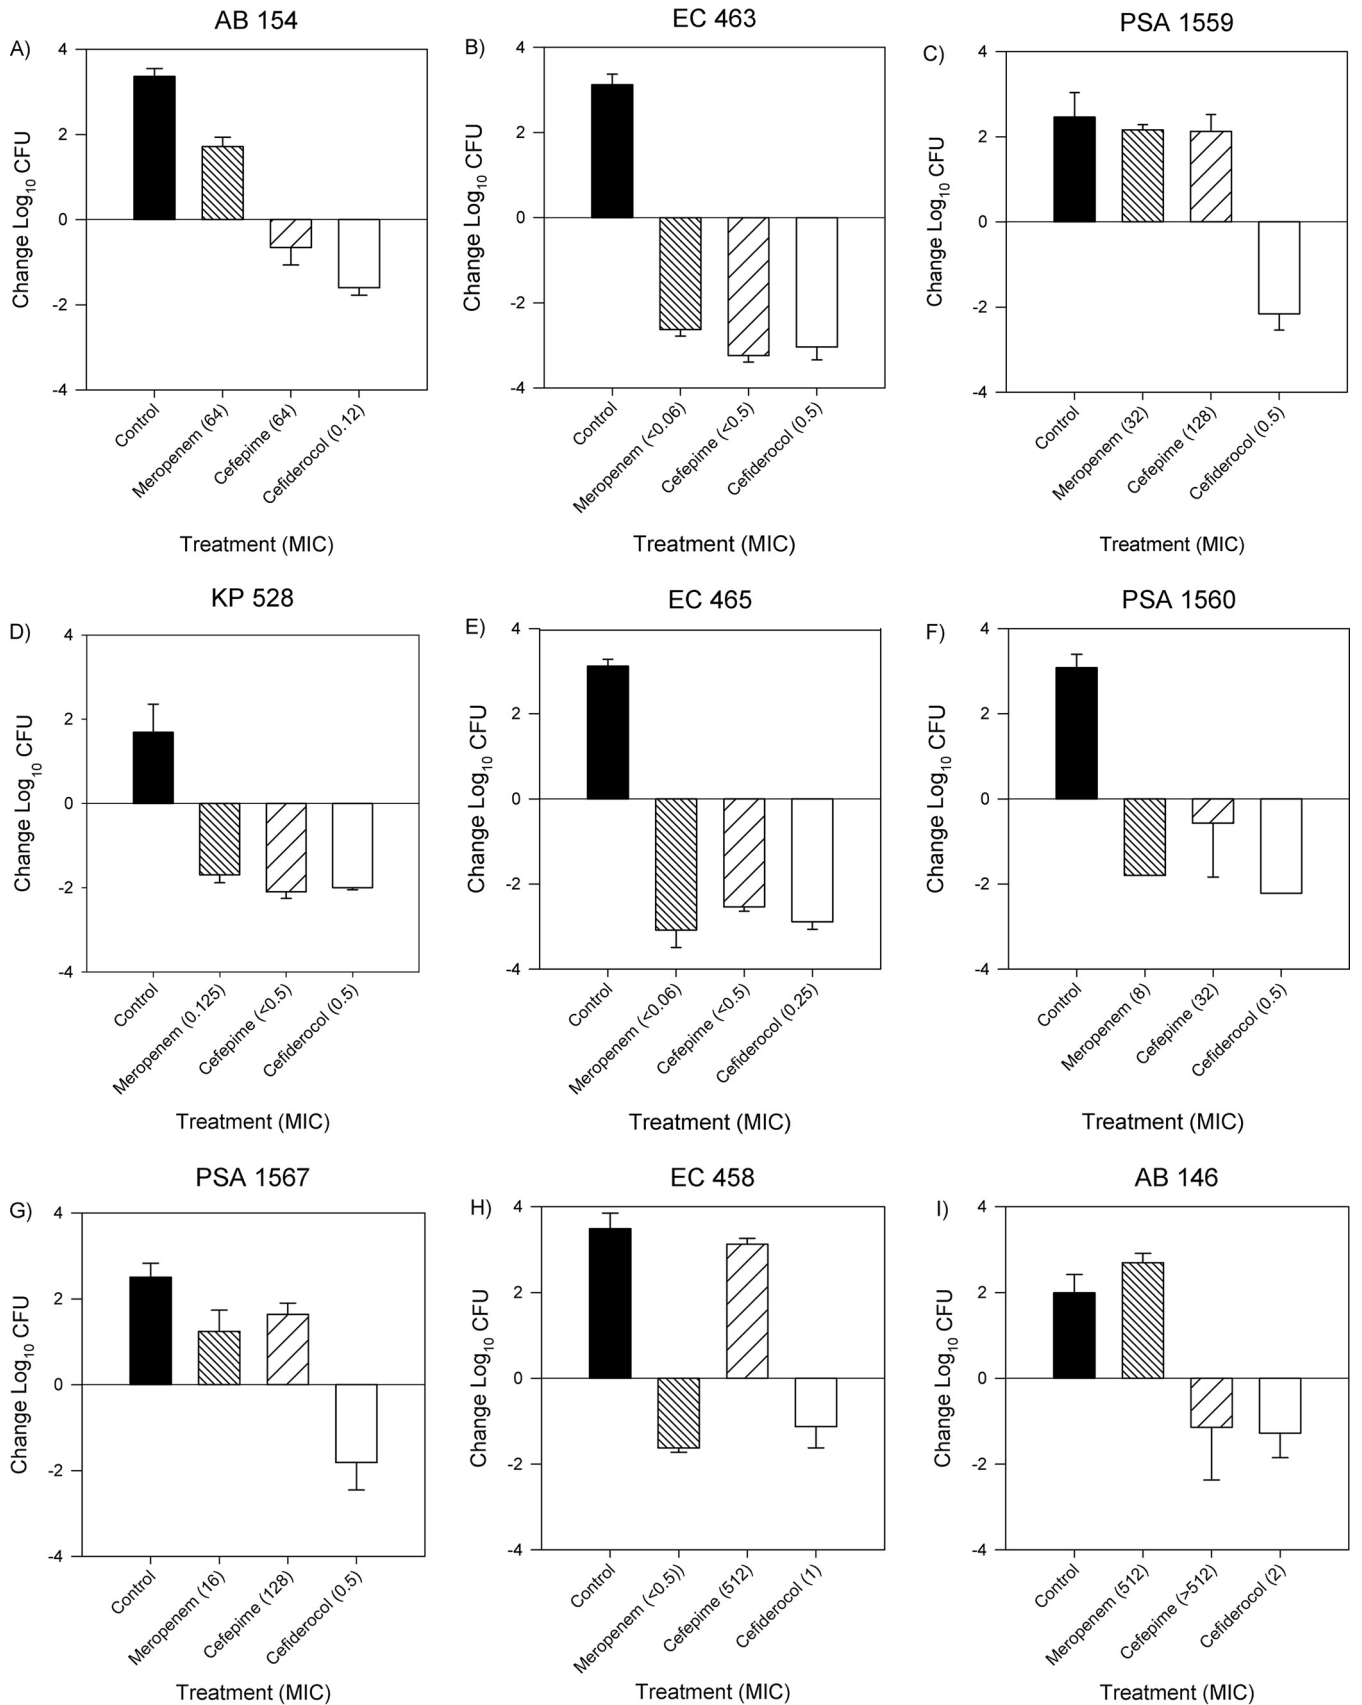 AB 154
A)
Change Log10 CFU
4
2
0
-2
-4
Control
Meropenem (64)
Cefepime (64)
Cefiderocol (0.12)
Treatment (MIC)
EC 463
B)
Change Log10 CFU
4
2
0
-2
-4
Control
Meropenem (<0.06)
Cefepime (<0.5)
Cefiderocol (0.5)
Treatment (MIC)
PSA 1559
C)
Change Log10 CFU
4
2
0
-2
-4
Control
Meropenem (32)
Cefepime (128)
Cefiderocol (0.5)
Treatment (MIC)
KP 528
D)
Change Log10 CFU
4
2
0
-2
-4
Control
Meropenem (0.125)
Cefepime (<0.5)
Cefiderocol (0.5)
Treatment (MIC)
EC 465
E)
Change Log10 CFU
4
2
0
-2
-4
Control
Meropenem (<0.06)
Cefepime (<0.5)
Cefiderocol (0.25)
Treatment (MIC)
PSA 1560
F)
Change Log10 CFU
4
2
0
-2
-4
Control
Meropenem (8)
Cefepime (32)
Cefiderocol (0.5)
Treatment (MIC)
PSA 1567
G)
Change Log10 CFU
4
2
0
-2
-4
Control
Meropenem (16)
Cefepime (128)
Cefiderocol (0.5)
Treatment (MIC)
EC 458
H)
Change Log10 CFU
4
2
0
-2
-4
Control
Meropenem (<0.5))
Cefepime (512)
Cefiderocol (1)
Treatment (MIC)
AB 146
I)
Change Log10 CFU
4
2
0
-2
-4
Control
Meropenem (512)
Cefepime (>512)
Cefiderocol (2)
Treatment (MIC)